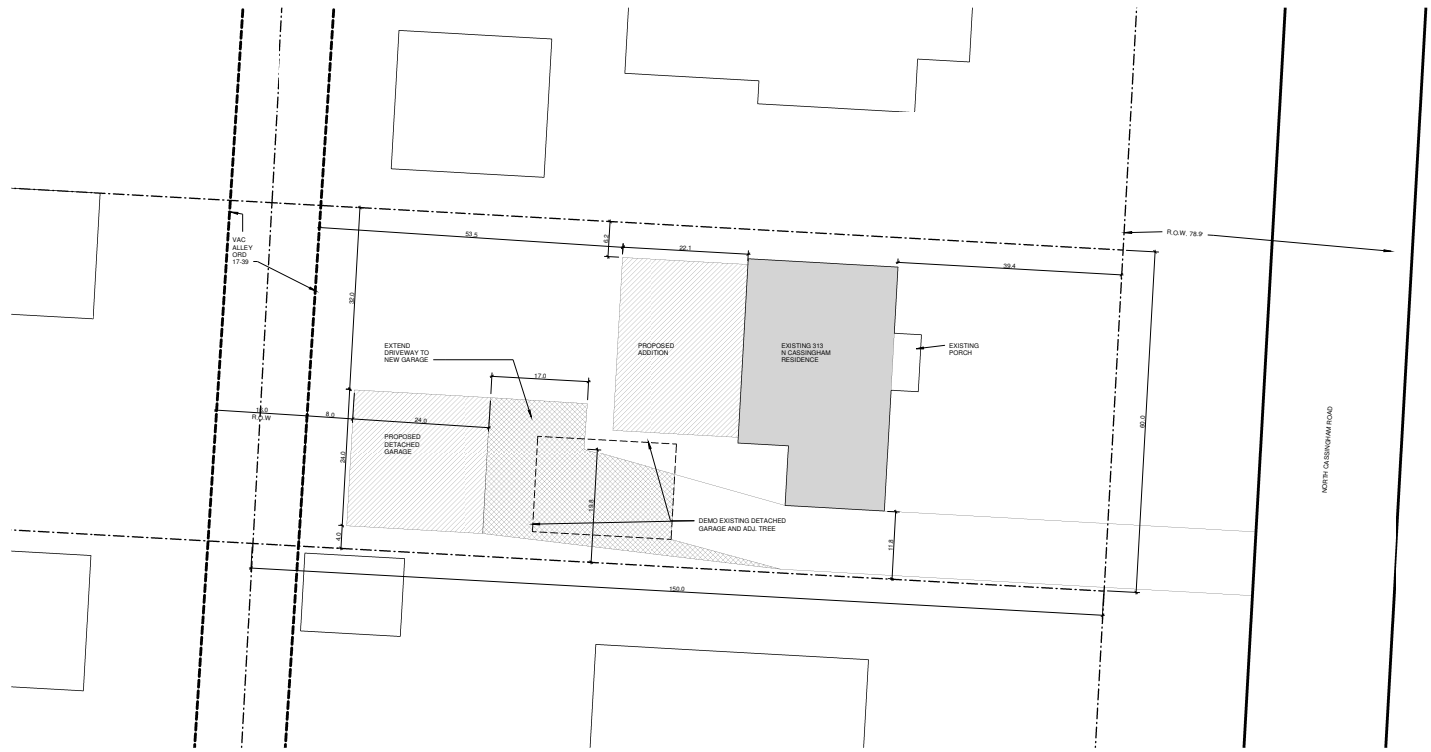 R.O.W. 78.9'
VAC
ALLEY
ORD
17-39
53.5
6.2
22.1
39.4
32.0
EXTEND
DRIVEWAY TO
NEW GARAGE
PROPOSED
ADDITION
EXISTING 313
N CASSINGHAM
RESIDENCE
EXISTING
PORCH
17.0
16.0
R.O.W
8.0
24.0
60.0
PROPOSED
DETACHED
GARAGE
24.0
NORTH CASSINGHAM ROAD
19.8
DEMO EXISTING DETACHED
GARAGE AND ADJ. TREE
4.0
11.8
150.0